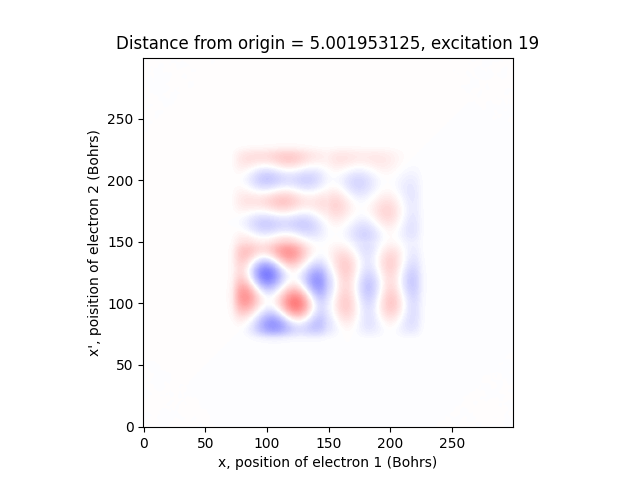 Distance from origin = 5.001953125, excitation 19
250
200
150
100
50
0
x', poisition of electron 2 (Bohrs)
0 50 100 150 200 250
x, position of electron 1 (Bohrs)